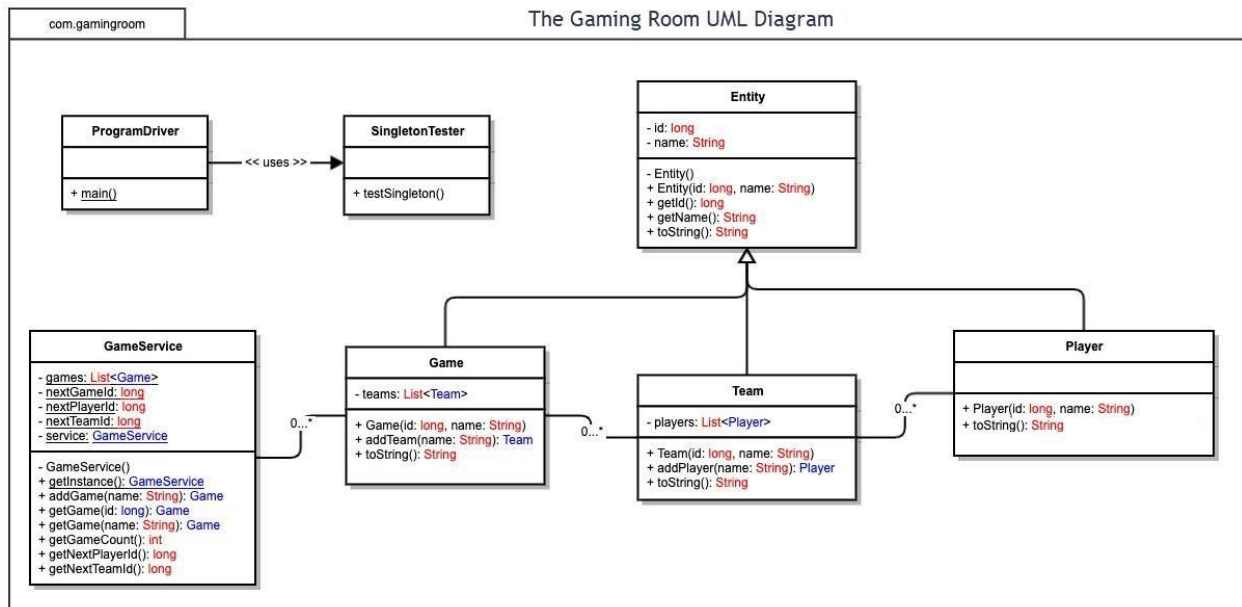 com.gamingroom
The Gaming Room UML Diagram
ProgramDriver
+ main()
<< uses >>
SingletonTester
+ testSingleton()
Entity
- id: long
- name: String
- Entity()
+ Entity(id: long, name: String)
+ getId(): long
+ getName(): String
+ toString(): String
GameService
- games: List<Game>
- nextGameId: long
- nextPlayerId: long
- nextTeamId: long
- service: GameService
- GameService()
+ getInstance(): GameService
+ addGame(name: String): Game
+ getGame(id: long): Game
+ getGame(name: String): Game
+ getGameCount(): int
+ getNextPlayerId(): long
+ getNextTeamId(): long
0...*
Game
- teams: List<Team>
+ Game(id: long, name: String)
+ addTeam(name: String): Team
+ toString(): String
0...*
Team
- players: List<Player>
+ Team(id: long, name: String)
+ addPlayer(name: String): Player
+ toString(): String
0...*
Player
+ Player(id: long, name: String)
+ toString(): String